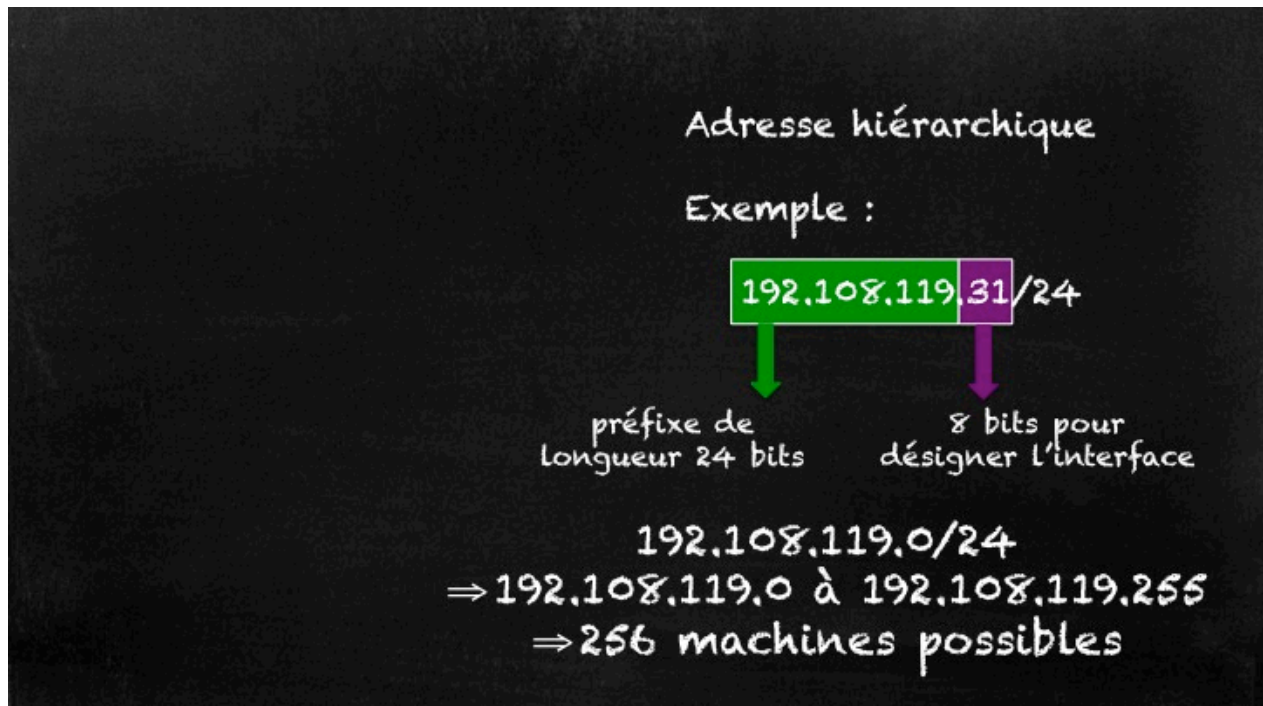 Adresse hiérarchique
Exemple :
192.108.119.31/24
préfixe de
longueur 24 bits
8 bits pour
désigner l'interface
192.108.119.0/24
⇒192.108.119.0 à 192.108.119.255
⇒256 machines possibles